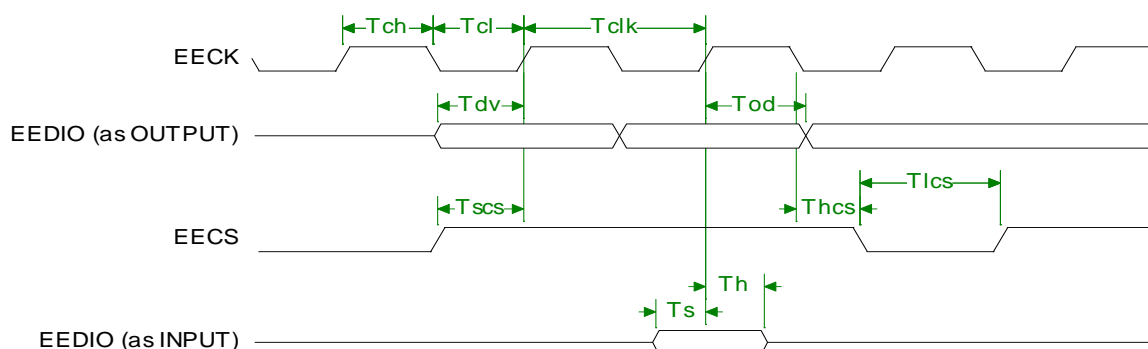 Tch Tcl Tclk
EECK
Tdv Tod
EEDIO (as OUTPUT)
Tlcs
Tscs Thcs
EECS
Th
Ts
EEDIO (as INPUT)